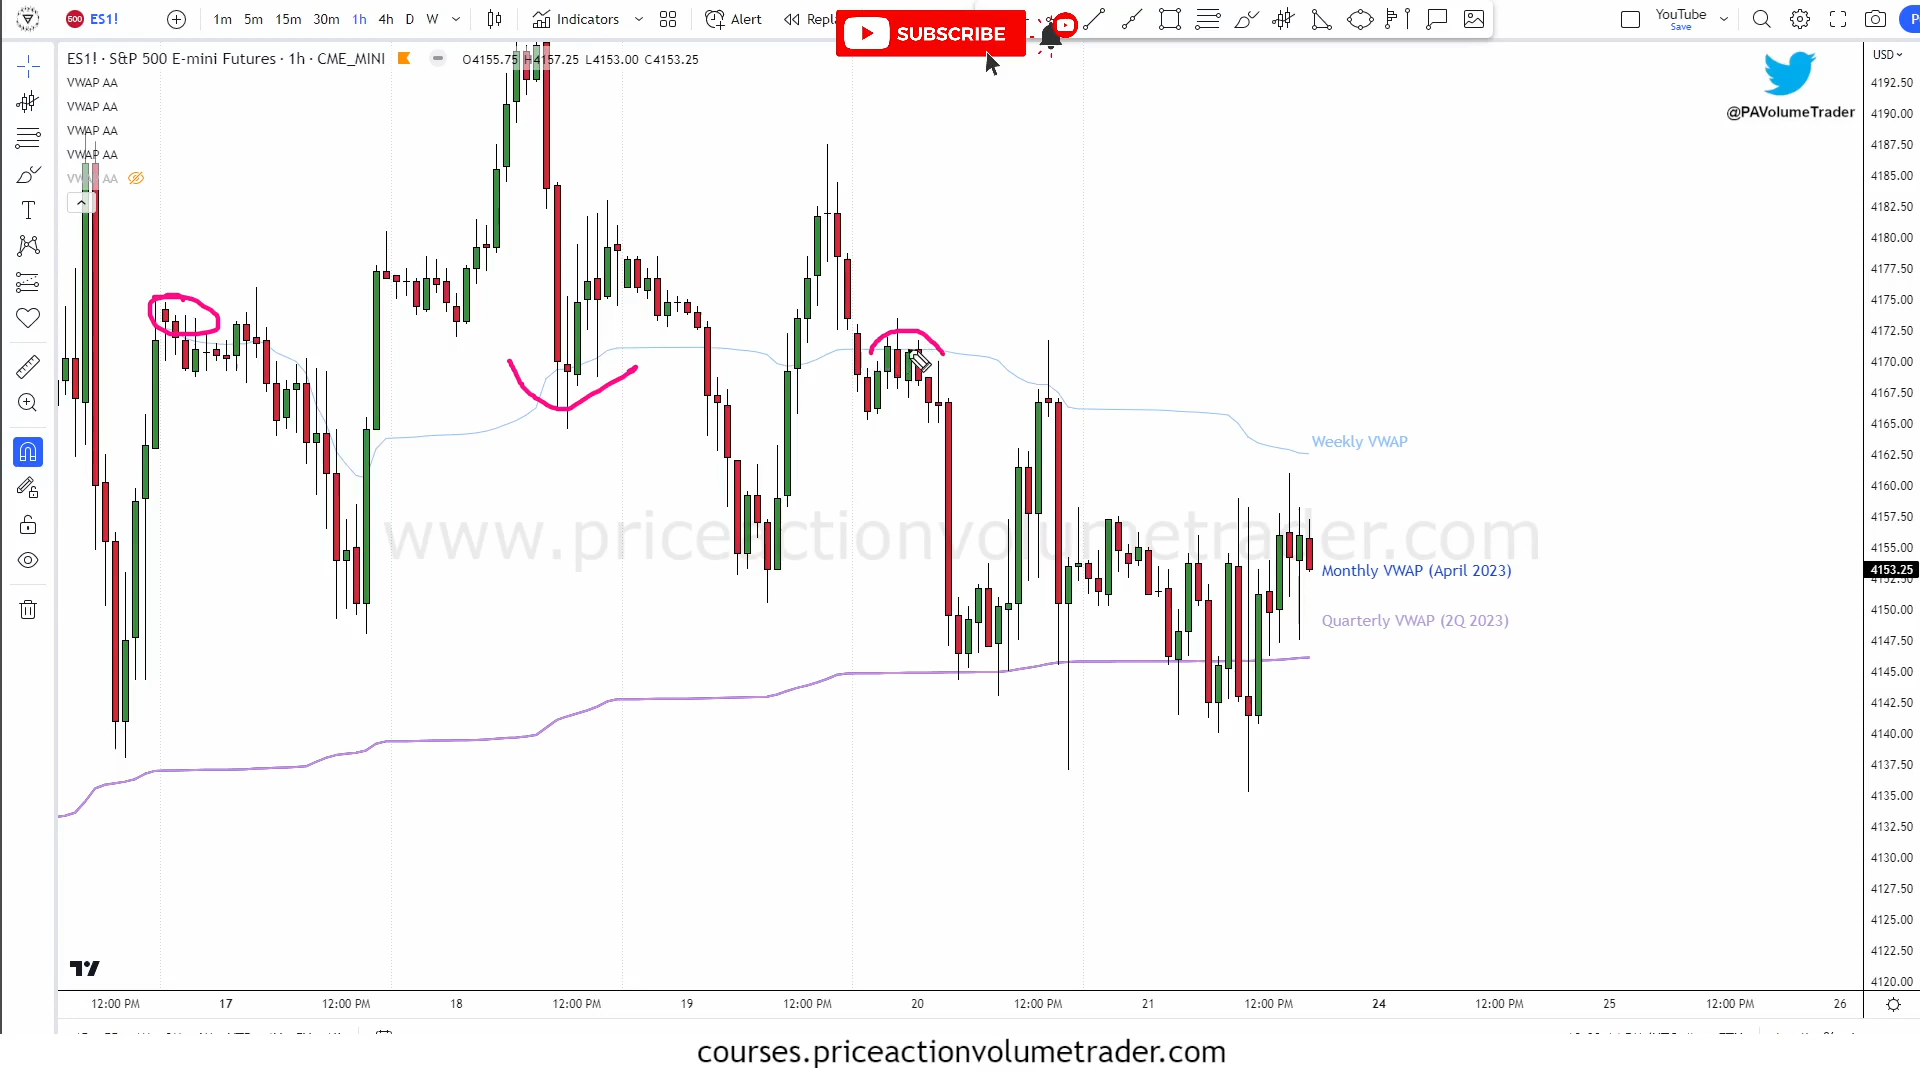 500 ES1! 1m 5m 15m 30m 1h 4h D W Indicators Alert Repla SUBSCRIBE YouTube Save
ES1! · S&P 500 E-mini Futures · 1h · CME_MINI O4155.75 H4157.25 L4153.00 C4153.25
VWAP AA
VWAP AA
VWAP AA
VWAP AA
VWAP AA
@PAVolumeTrader
USD
4192.50
4190.00
4187.50
4185.00
4182.50
4180.00
4177.50
4175.00
4172.50
4170.00
4167.50
4165.00
4162.50
4160.00
4157.50
4155.00
4153.25
4152.50
4150.00
4147.50
4145.00
4142.50
4140.00
4137.50
4135.00
4132.50
4130.00
4127.50
4125.00
4122.50
4120.00
Weekly VWAP
www.priceactionvolumetrader.com
Monthly VWAP (April 2023)
Quarterly VWAP (2Q 2023)
12:00 PM 17 12:00 PM 18 12:00 PM 19 12:00 PM 20 12:00 PM 21 12:00 PM 24 12:00 PM 25 12:00 PM 26
courses.priceactionvolumetrader.com